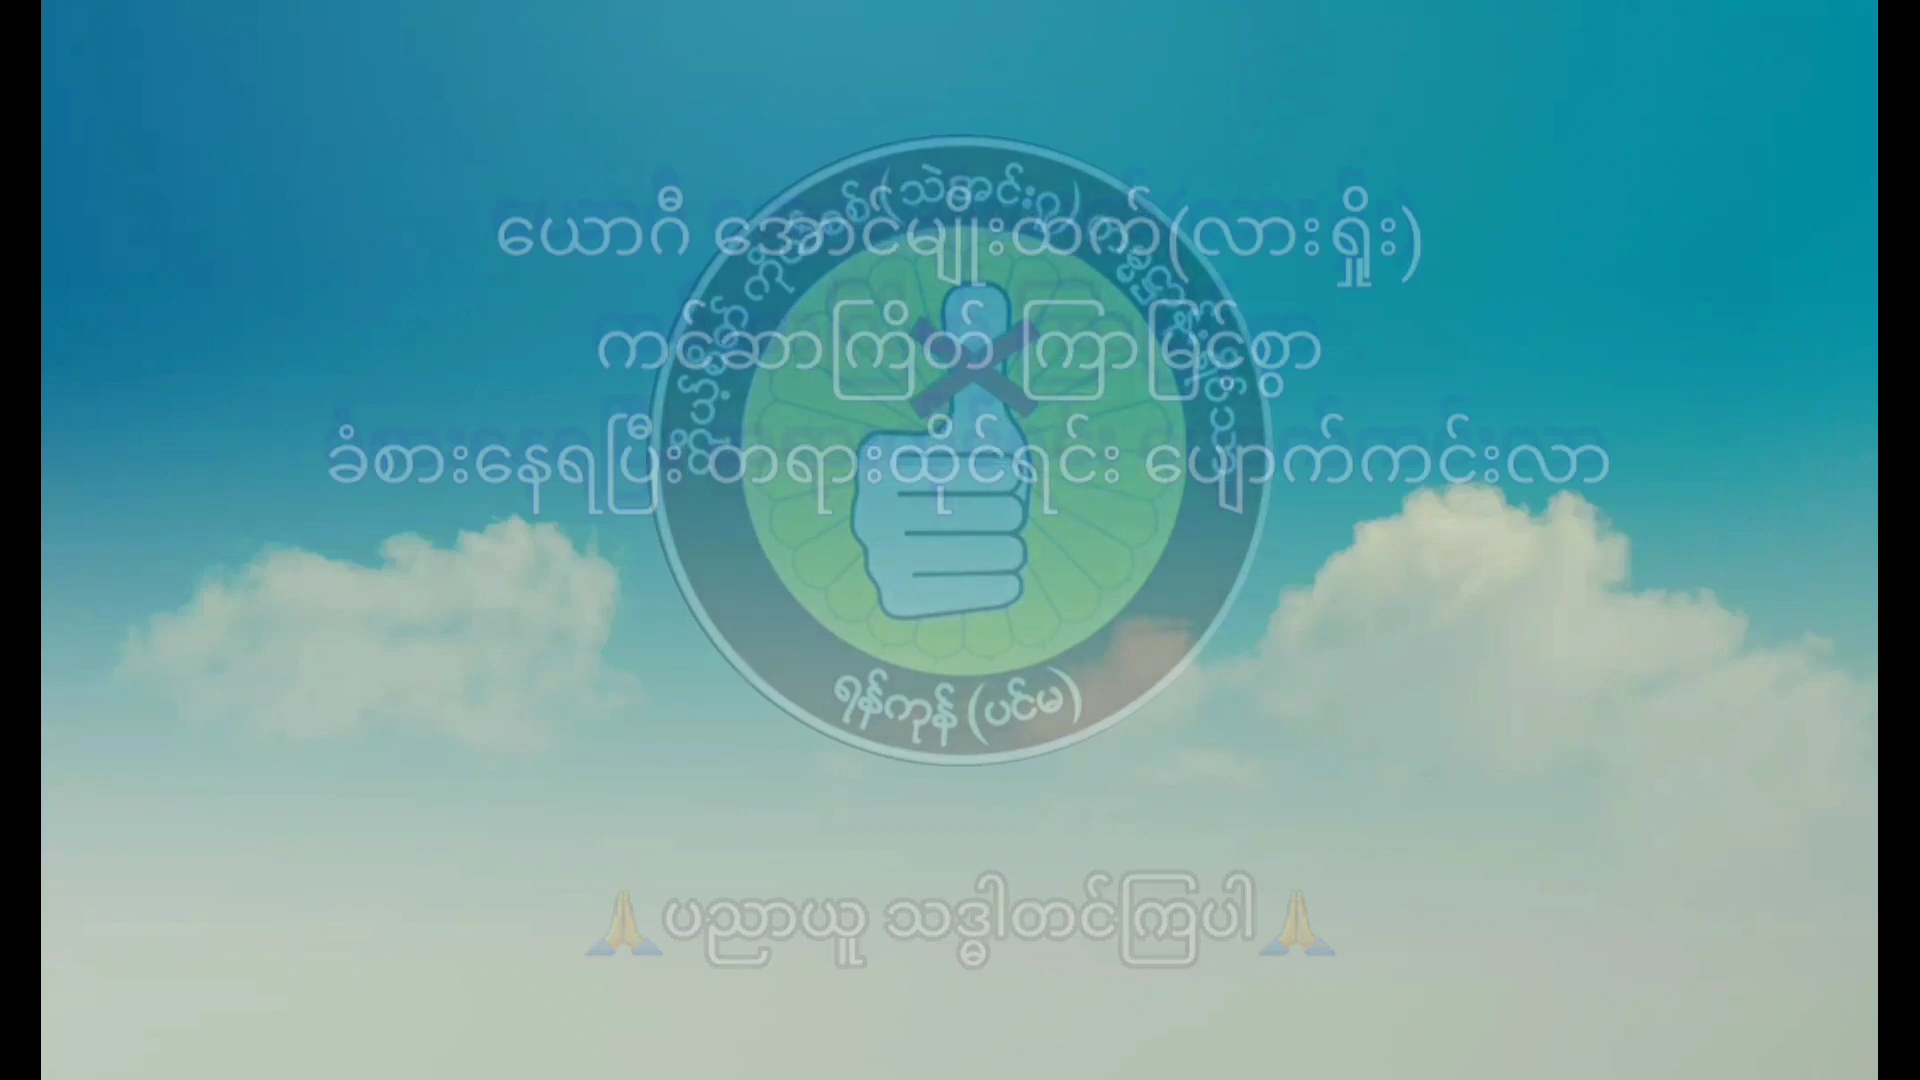 ယောဂီ အောင်မျိုးထက်(လားရှိုး)
ကင်ဆာကြိတ် ကြာမြင့်စွာ
ခံစားနေရပြီး တရားထိုင်ရင်း ပျောက်ကင်းလာ
ရန်ကုန် (ပင်မ)
🙏ပညာယူ သဒ္ဓါတင်ကြပါ🙏